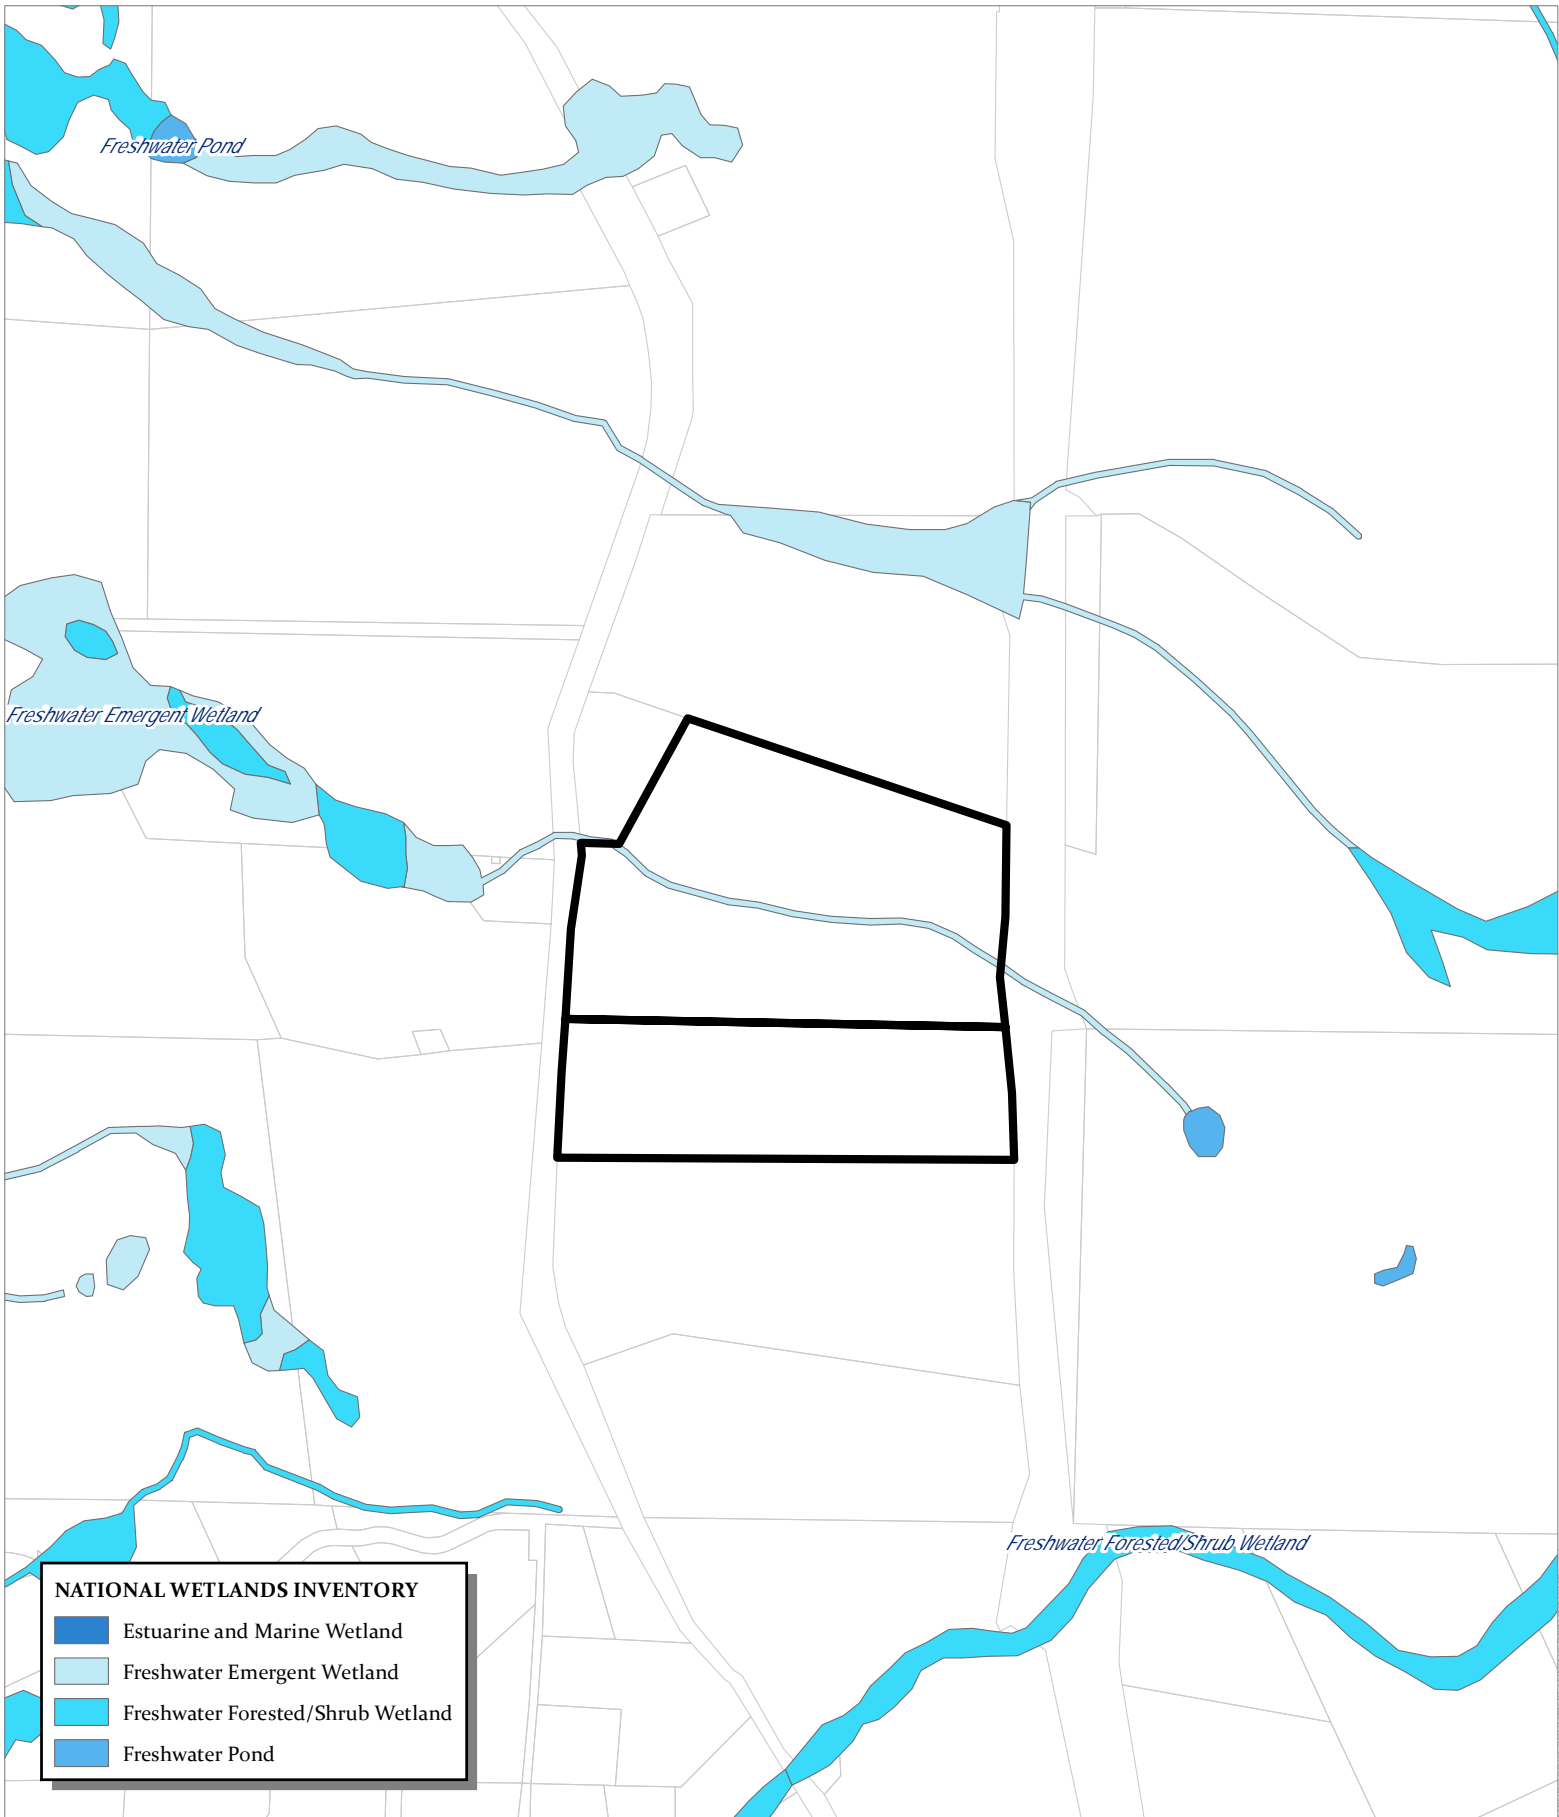 Freshwater Pond
Freshwater Emergent Wetland
Freshwater Forested/Shrub Wetland
NATIONAL WETLANDS INVENTORY
Estuarine and Marine Wetland
Freshwater Emergent Wetland
Freshwater Forested/Shrub Wetland
Freshwater Pond